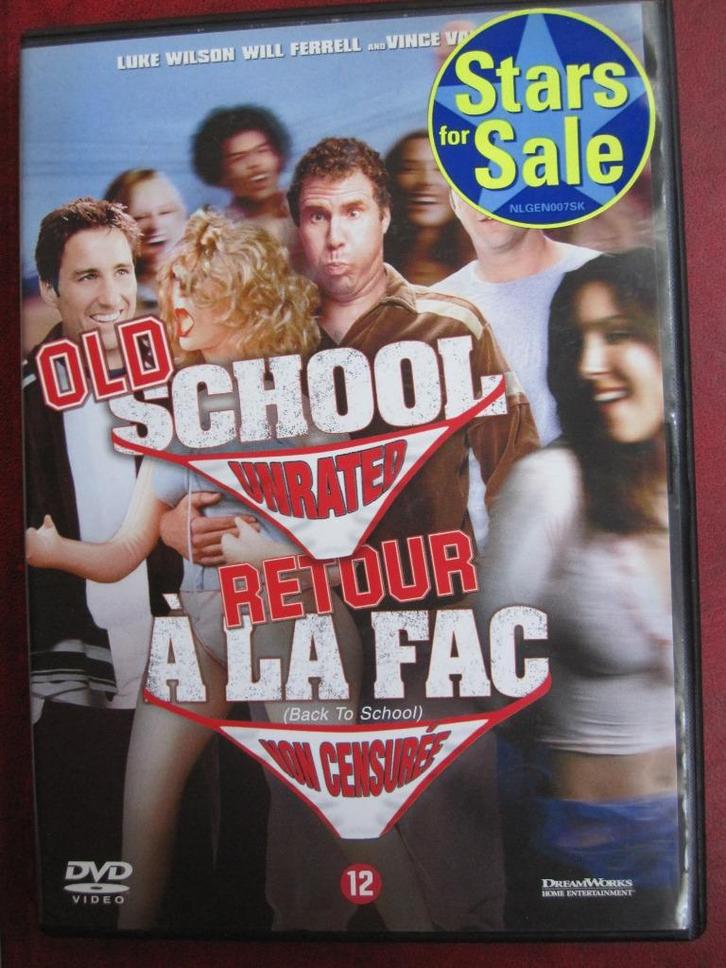 LUKE WILSON WILL FERRELL AND VINCE
Stars
for Sale
NLGEN007SK
OLD
SCHOOL
UNRATED
RETOUR
À LA FAC
(Back To School)
NON CENSURÉE
DVD
VIDEO
12
DREAMWORKS
HOME ENTERTAINMENT